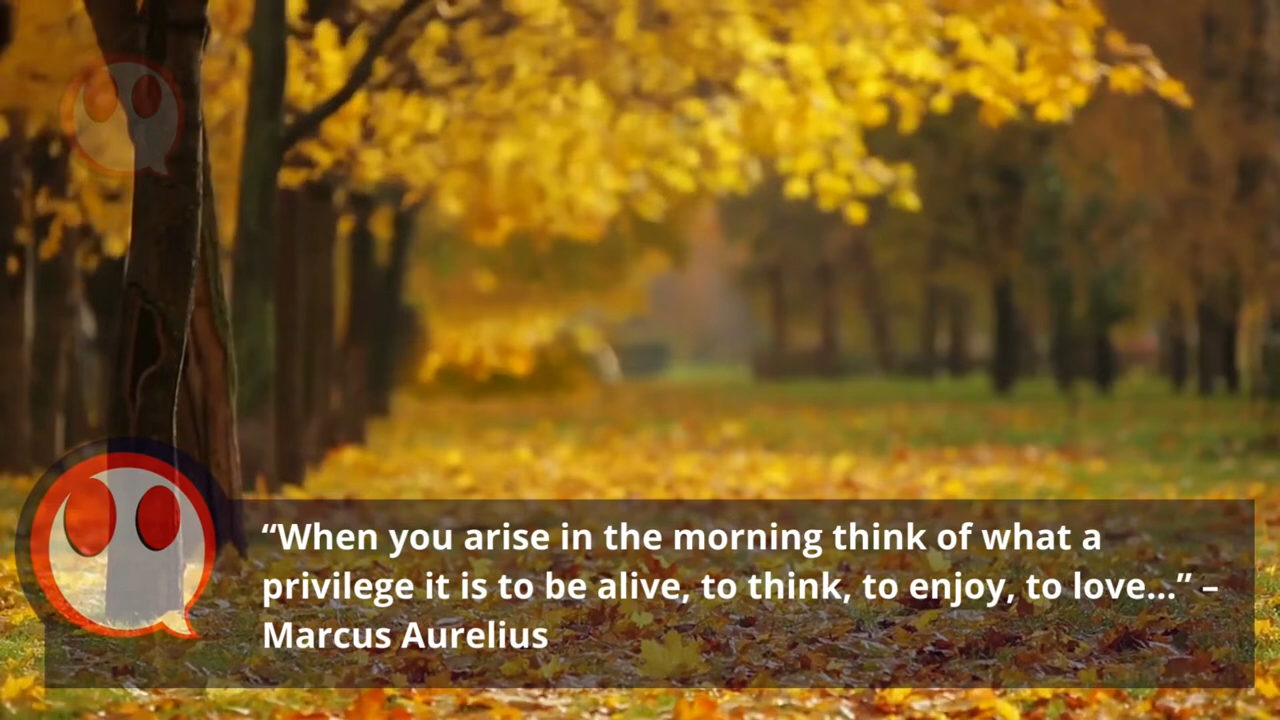 “When you arise in the morning think of what a
privilege it is to be alive, to think, to enjoy, to love...” –
Marcus Aurelius